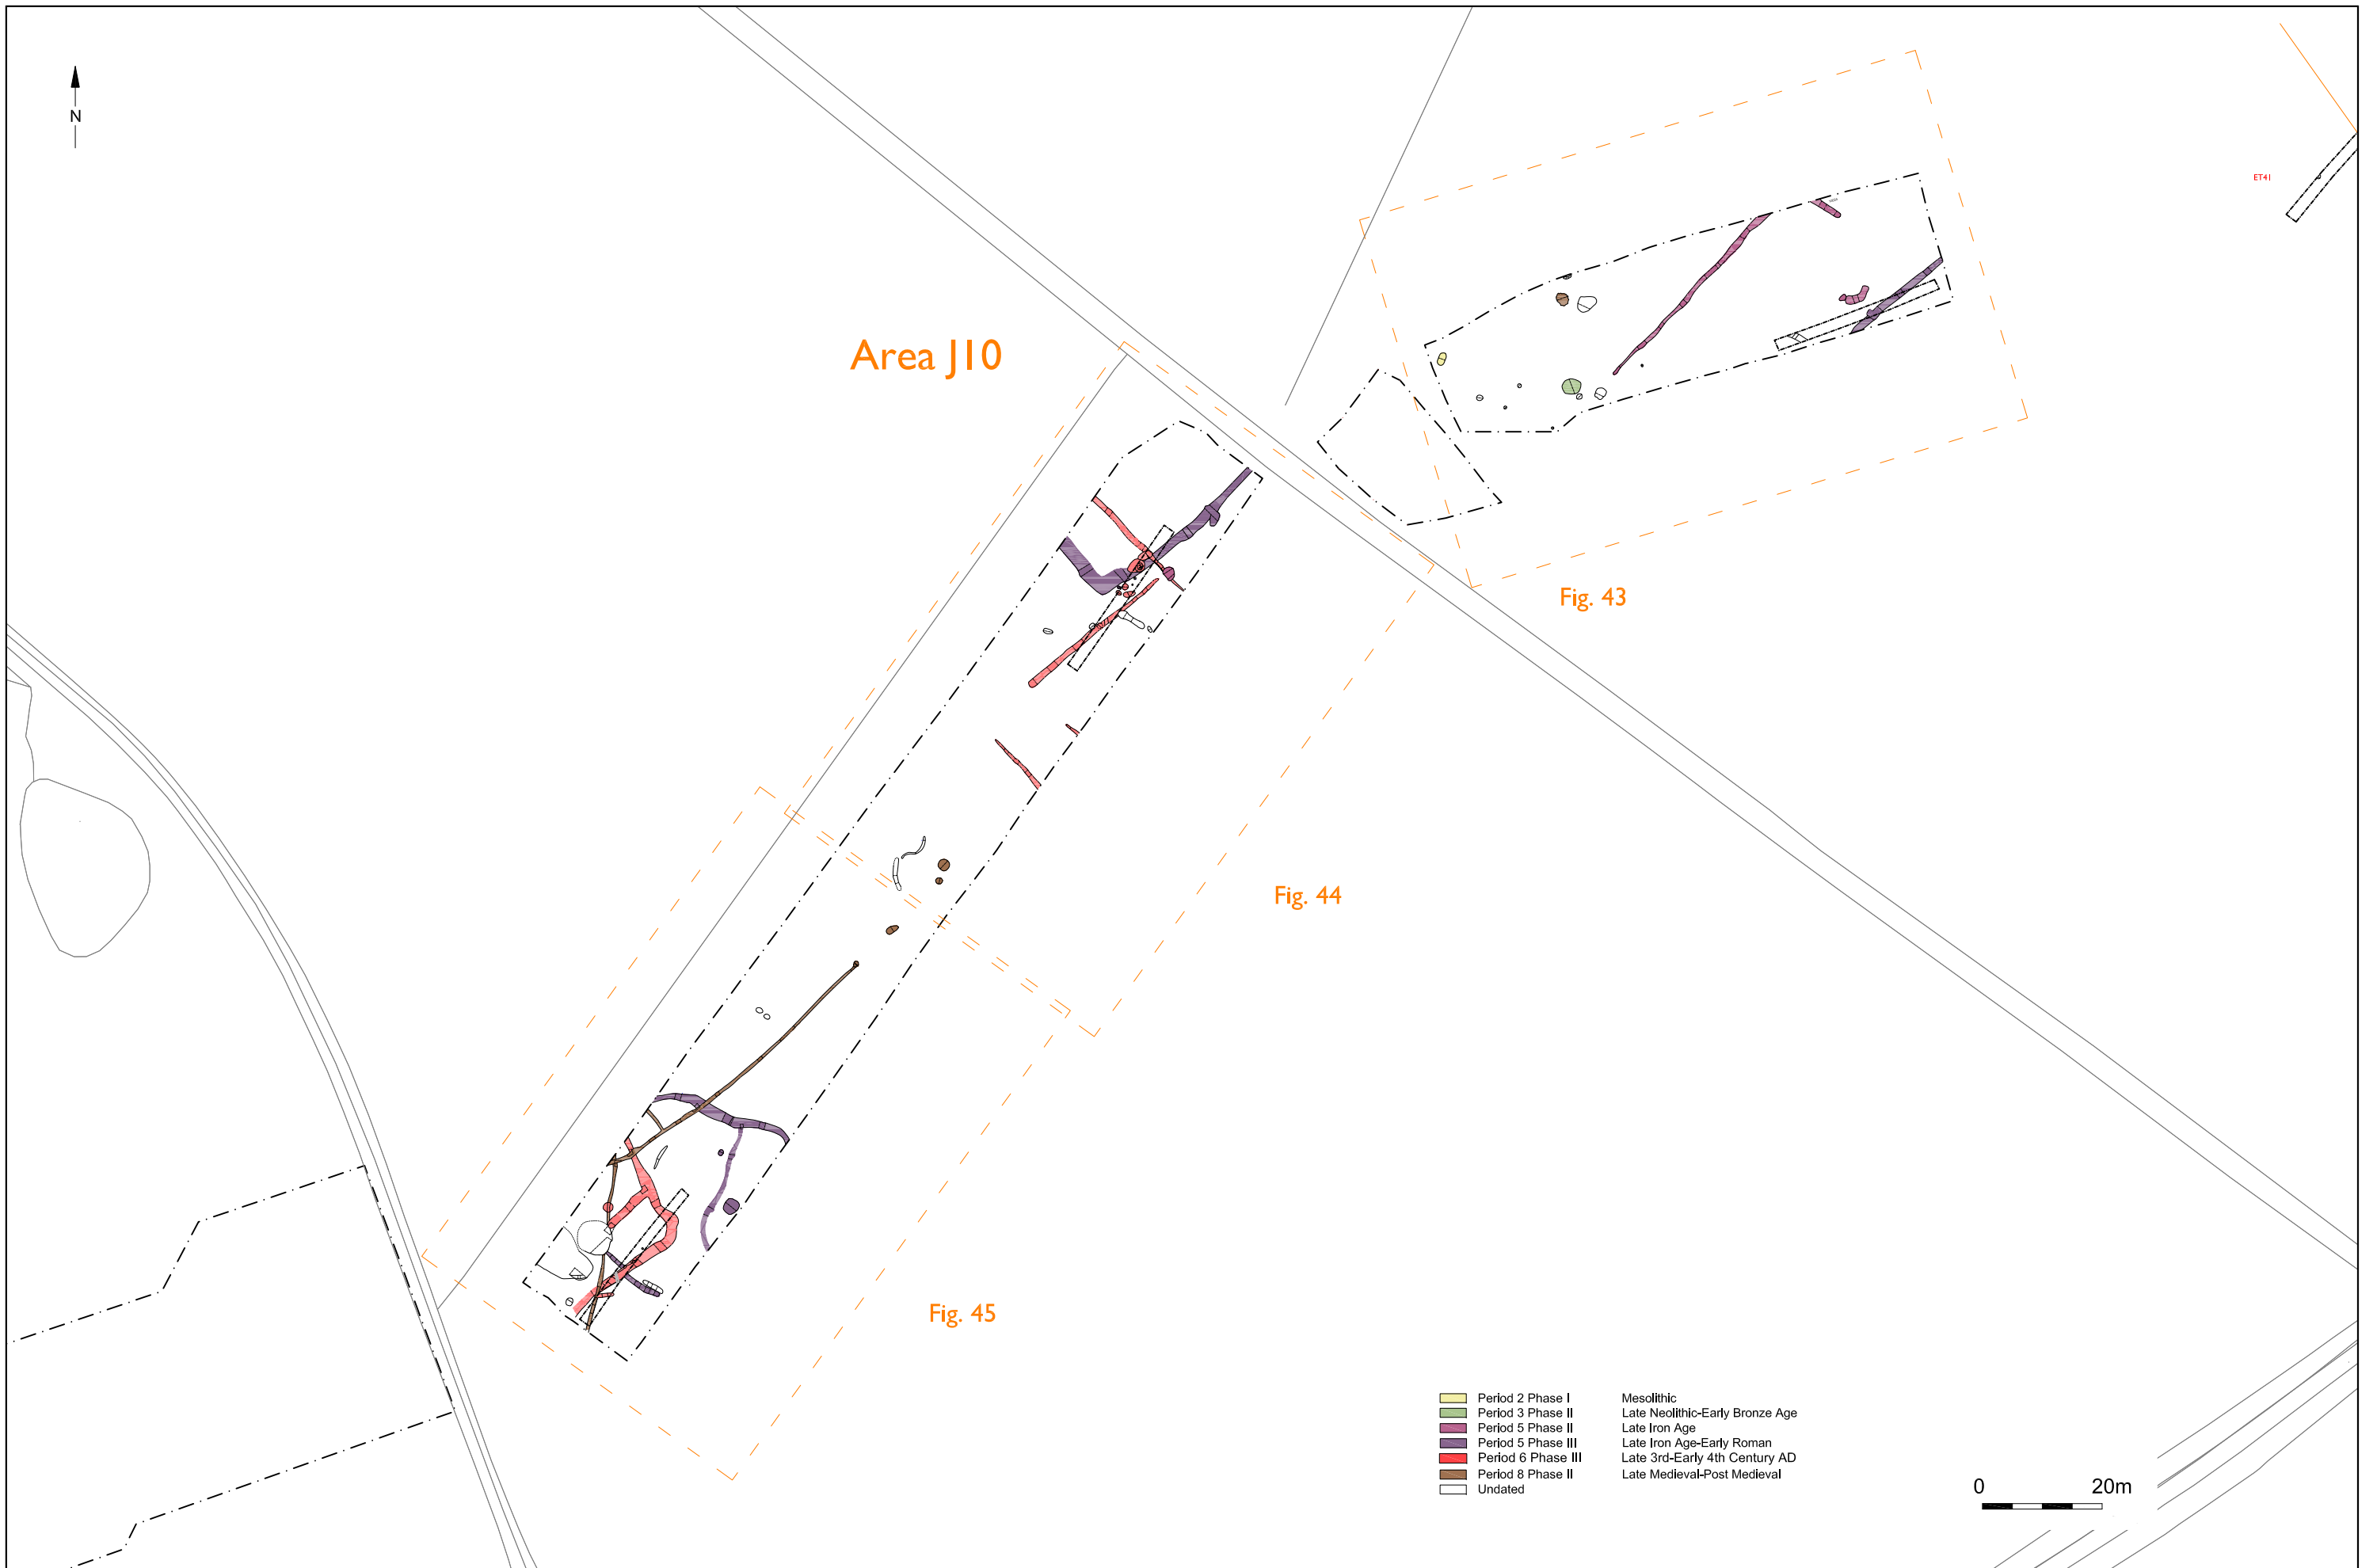 N
ET41
Area J10
Fig. 43
Fig. 44
Fig. 45
Period 2 Phase I Mesolithic
Period 3 Phase II Late Neolithic-Early Bronze Age
Period 5 Phase II Late Iron Age
Period 5 Phase III Late Iron Age-Early Roman
Period 6 Phase III Late 3rd-Early 4th Century AD
Period 8 Phase II Late Medieval-Post Medieval
Undated
0 20m